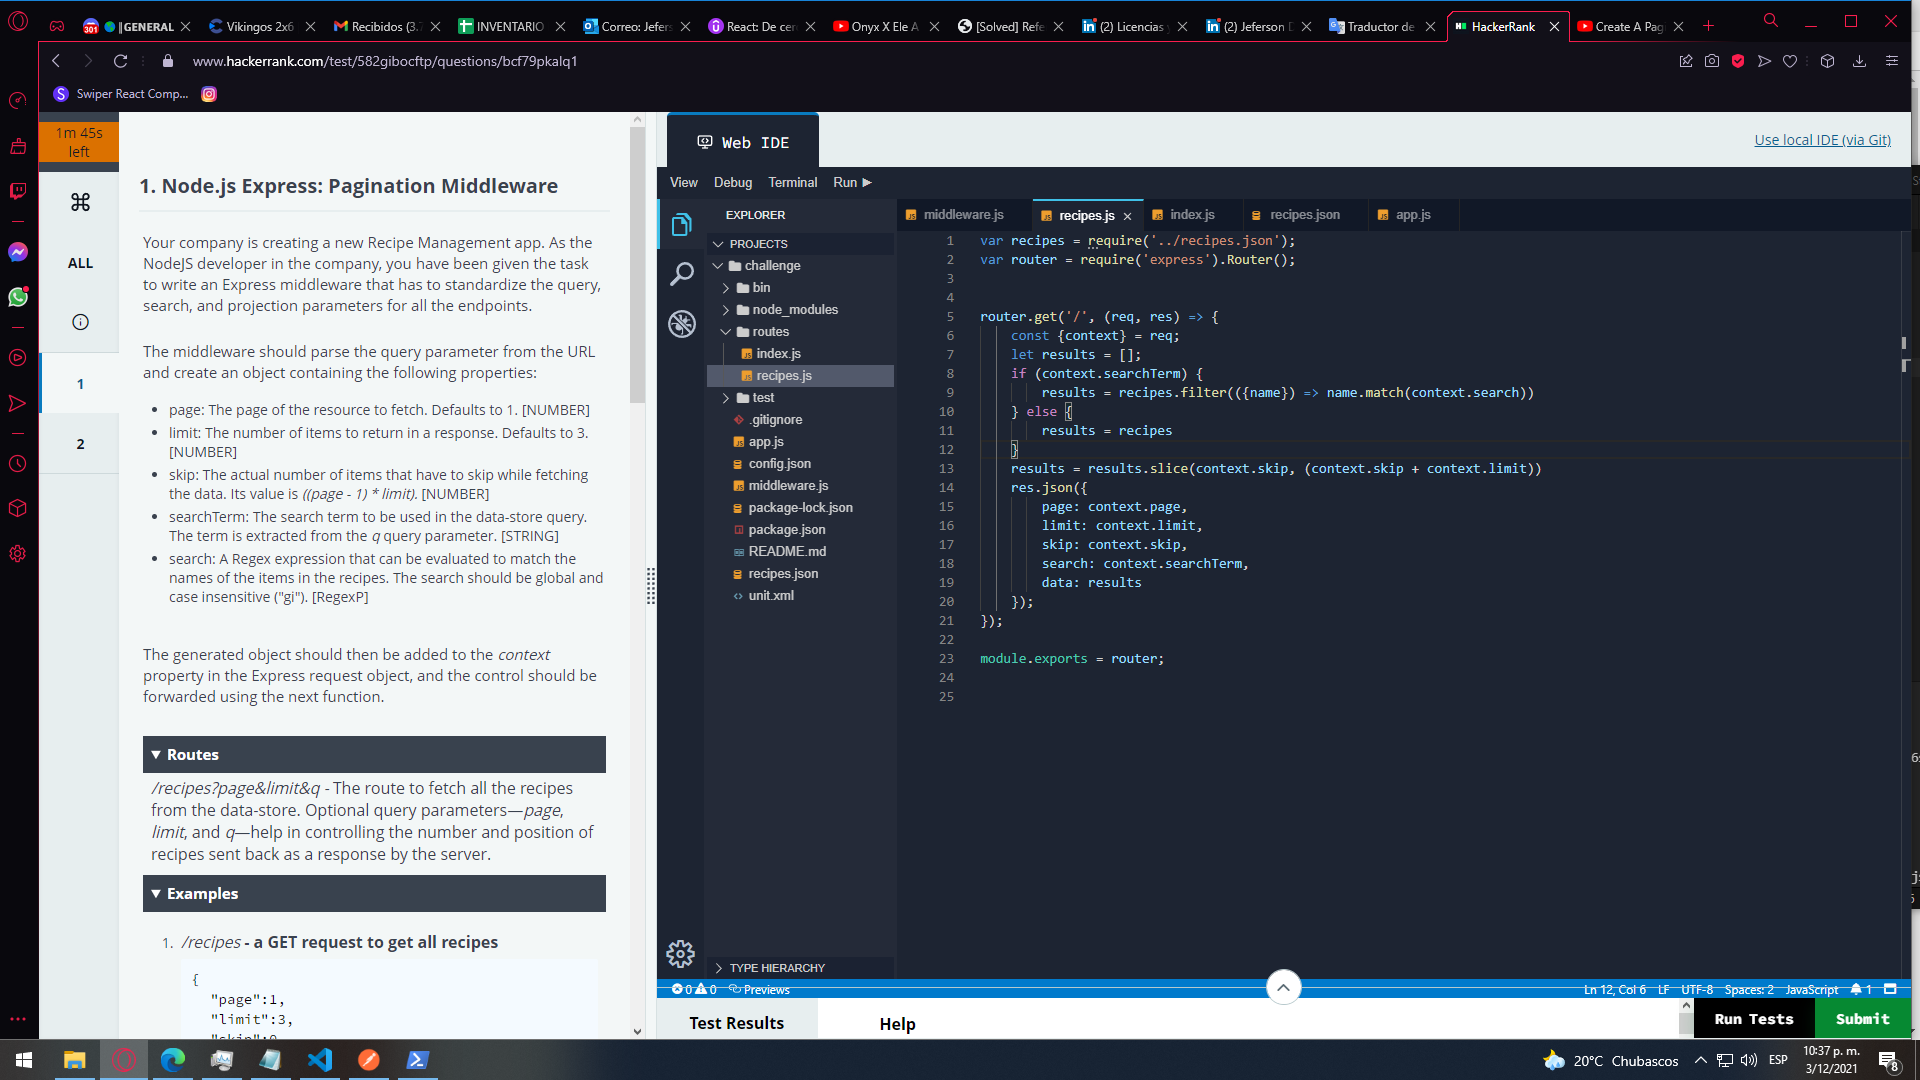 301 ||GENERAL
Vikingos 2x6
Recibidos (3.7
INVENTARIO
Correo: Jefers
React: De cer
Onyx X Ele A
[Solved] Refe
(2) Licencias y
(2) Jeferson D
Traductor de
HackerRank
Create A Pag
www.hackerrank.com/test/582gibocftp/questions/bcf79pkalq1
Swiper React Comp...
1m 45s
left
ALL
1
2
1. Node.js Express: Pagination Middleware
Your company is creating a new Recipe Management app. As the
NodeJS developer in the company, you have been given the task
to write an Express middleware that has to standardize the query,
search, and projection parameters for all the endpoints.
The middleware should parse the query parameter from the URL
and create an object containing the following properties:
• page: The page of the resource to fetch. Defaults to 1. [NUMBER]
• limit: The number of items to return in a response. Defaults to 3.
[NUMBER]
• skip: The actual number of items that have to skip while fetching
the data. Its value is ((page - 1) * limit). [NUMBER]
• searchTerm: The search term to be used in the data-store query.
The term is extracted from the q query parameter. [STRING]
• search: A Regex expression that can be evaluated to match the
names of the items in the recipes. The search should be global and
case insensitive ("gi"). [RegexP]
The generated object should then be added to the context
property in the Express request object, and the control should be
forwarded using the next function.
▼ Routes
/recipes?page&limit&q - The route to fetch all the recipes
from the data-store. Optional query parameters—page,
limit, and q—help in controlling the number and position of
recipes sent back as a response by the server.
▼ Examples
1. /recipes - a GET request to get all recipes
{
"page":1,
"limit":3,
"skip":0
Web IDE
Use local IDE (via Git)
View Debug Terminal Run ▶
EXPLORER
PROJECTS
challenge
bin
node_modules
routes
index.js
recipes.js
test
.gitignore
app.js
config.json
middleware.js
package-lock.json
package.json
README.md
recipes.json
unit.xml
TYPE HIERARCHY
middleware.js recipes.js index.js recipes.json app.js
1 var recipes = require('../recipes.json');
2 var router = require('express').Router();
3
4
5 router.get('/', (req, res) => {
6 const {context} = req;
7 let results = [];
8 if (context.searchTerm) {
9 results = recipes.filter(({name}) => name.match(context.search))
10 } else {
11 results = recipes
12 }
13 results = results.slice(context.skip, (context.skip + context.limit))
14 res.json({
15 page: context.page,
16 limit: context.limit,
17 skip: context.skip,
18 search: context.searchTerm,
19 data: results
20 });
21 });
22
23 module.exports = router;
24
25
0 0 Previews
Ln 12, Col 6 LF UTF-8 Spaces: 2 JavaScript 1
Test Results
Help
Run Tests
Submit
20°C Chubascos
ESP
10:37 p. m.
3/12/2021
8